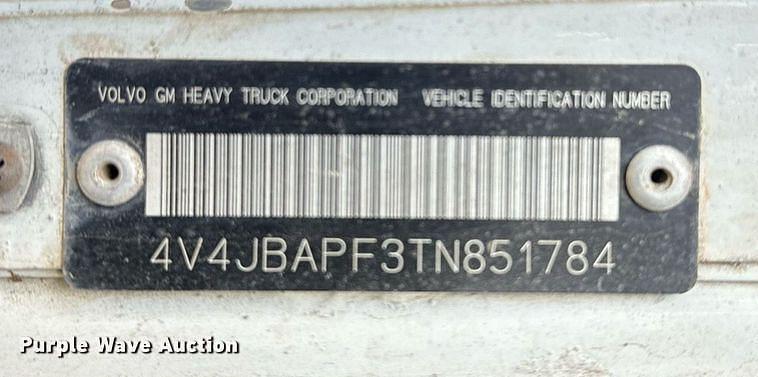 VOLVO GM HEAVY TRUCK CORPORATION VEHICLE IDENTIFICATION NUMBER
4V4JBAPF3TN851784
Purple Wave Auction